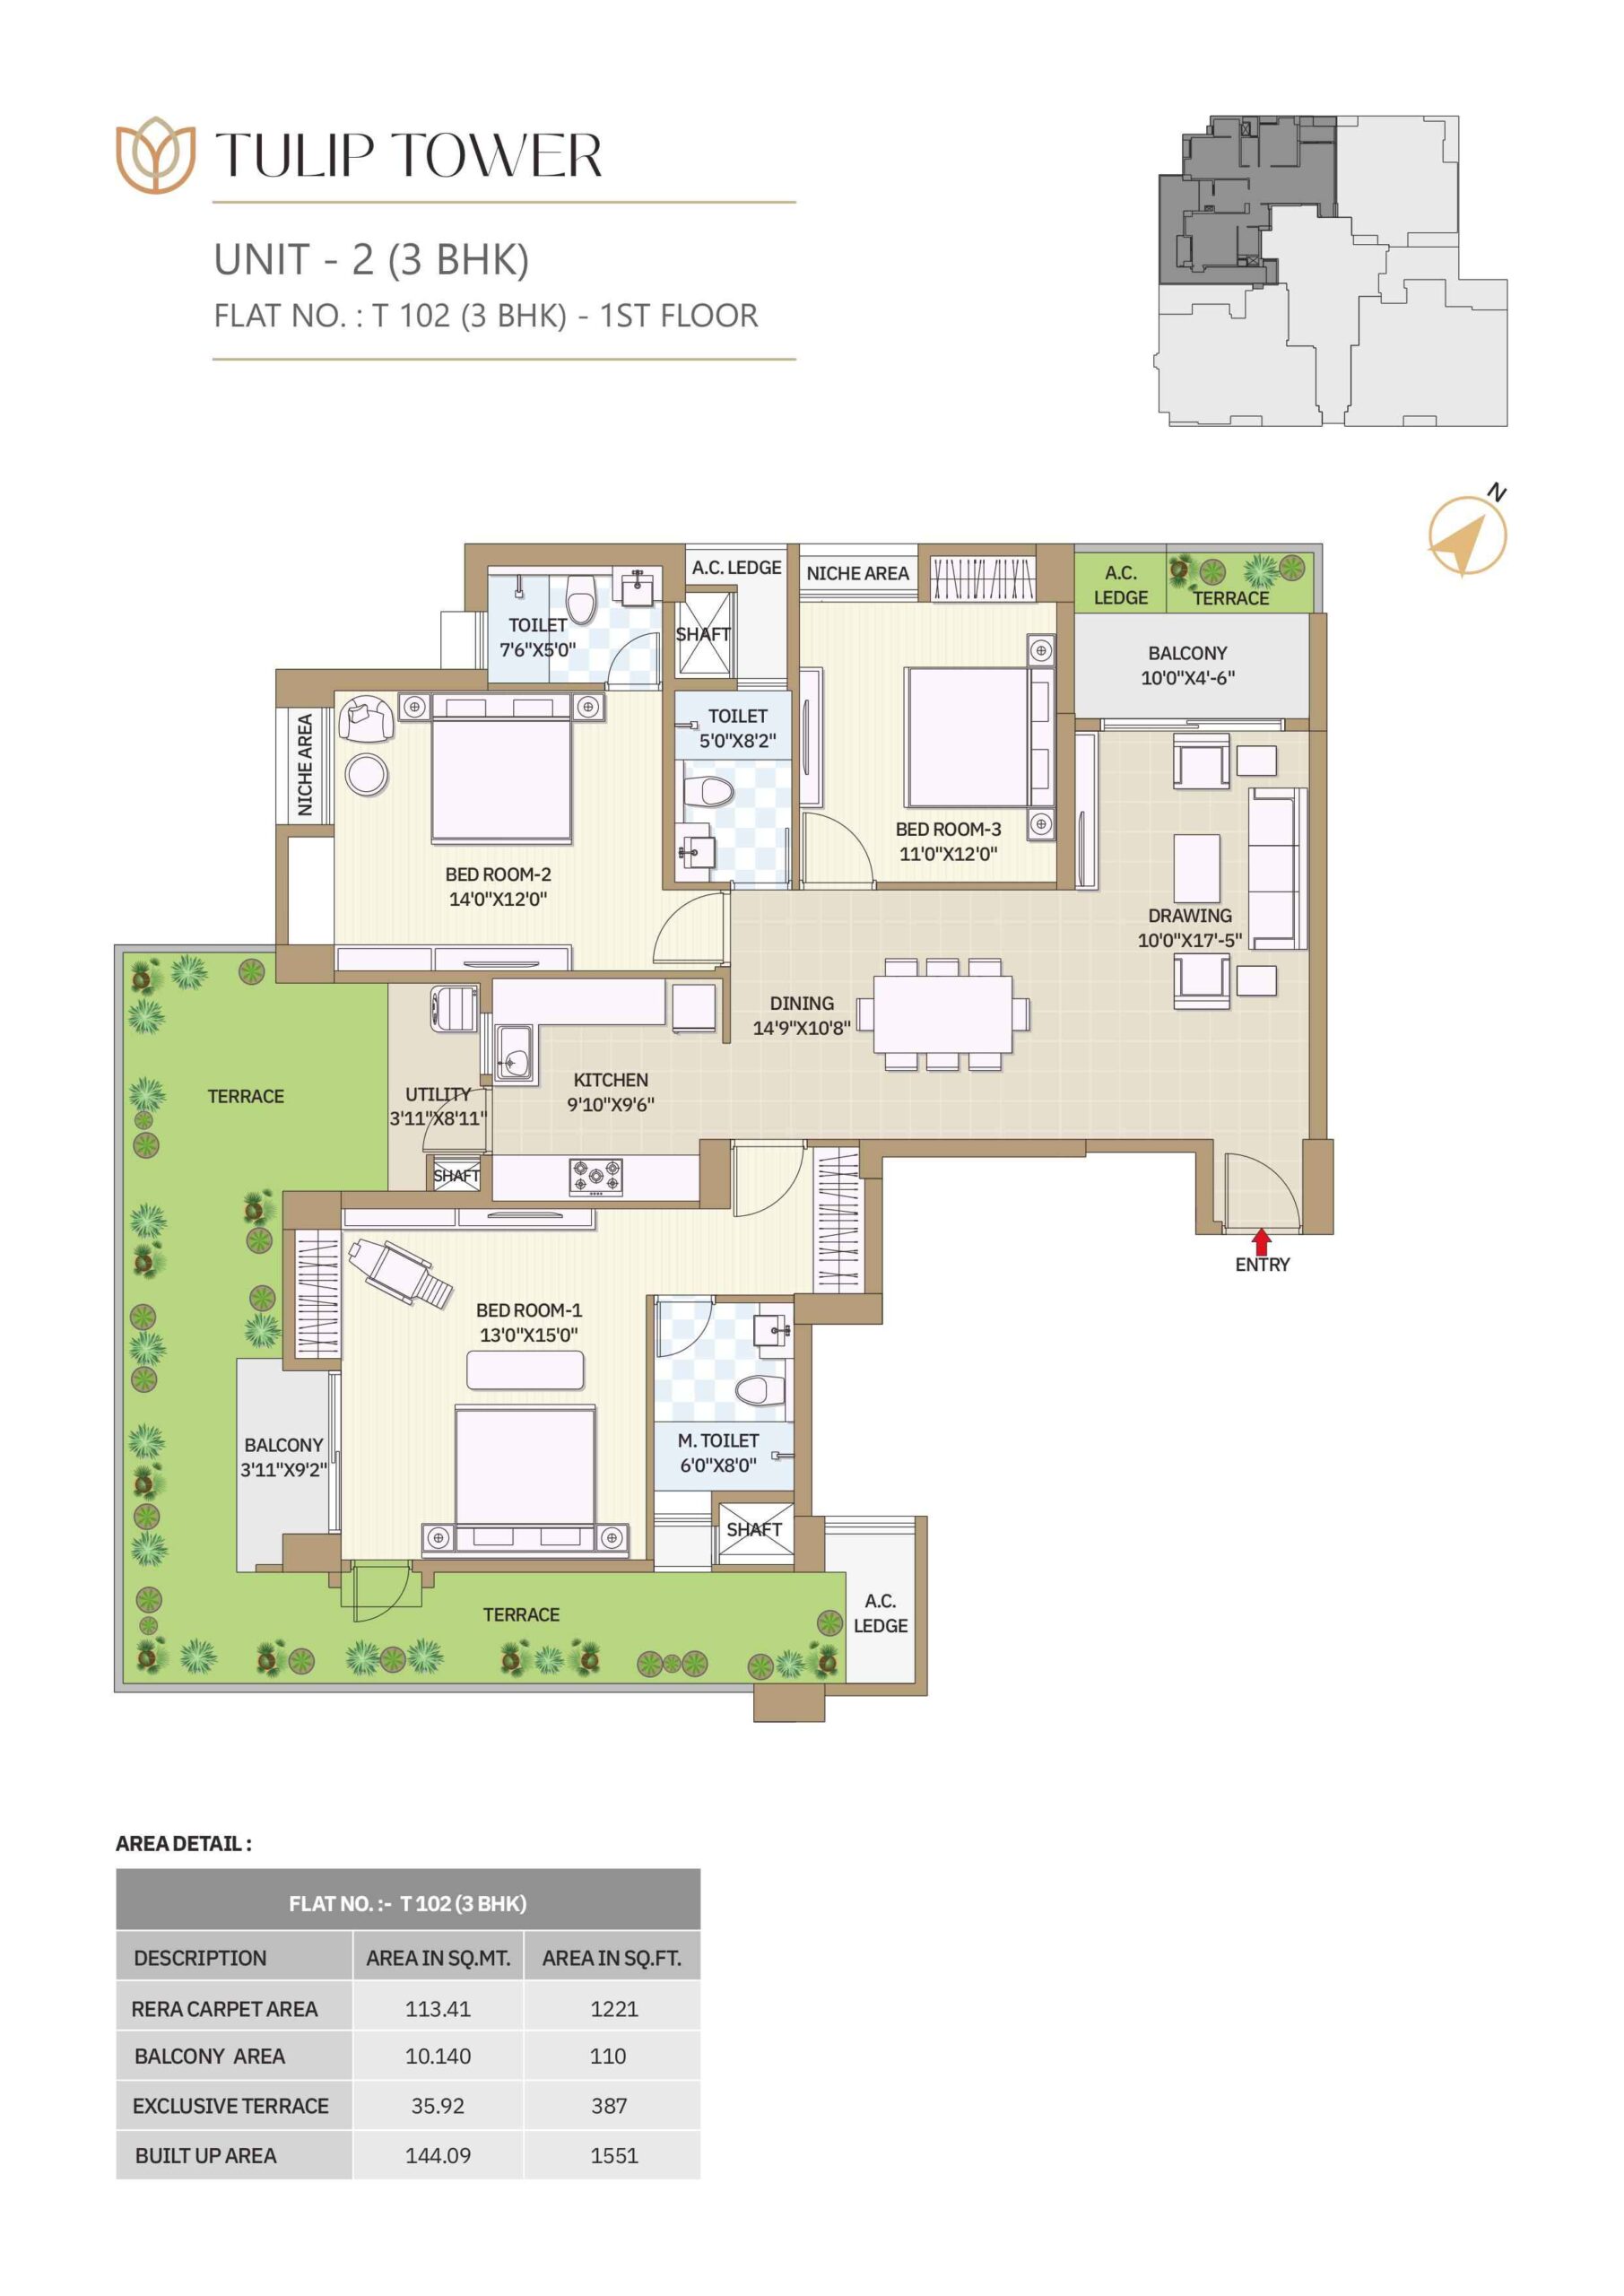 TULIP TOWER
UNIT - 2 (3 BHK)
FLAT NO. : T 102 (3 BHK) - 1ST FLOOR
N
A.C. LEDGE
NICHE AREA
A.C.
LEDGE
TERRACE
TOILET
7'6"X5'0"
SHAFT
BALCONY
10'0"X4'-6"
NICHE AREA
TOILET
5'0"X8'2"
BED ROOM-3
11'0"X12'0"
BED ROOM-2
14'0"X12'0"
DRAWING
10'0"X17'-5"
DINING
14'9"X10'8"
TERRACE
UTILITY
3'11"X8'11"
KITCHEN
9'10"X9'6"
SHAFT
ENTRY
BED ROOM-1
13'0"X15'0"
BALCONY
3'11"X9'2"
M. TOILET
6'0"X8'0"
SHAFT
TERRACE
A.C.
LEDGE
AREA DETAIL :
FLAT NO. :- T 102 (3 BHK)
DESCRIPTION AREA IN SQ.MT. AREA IN SQ.FT.
RERA CARPET AREA 113.41 1221
BALCONY AREA 10.140 110
EXCLUSIVE TERRACE 35.92 387
BUILT UP AREA 144.09 1551